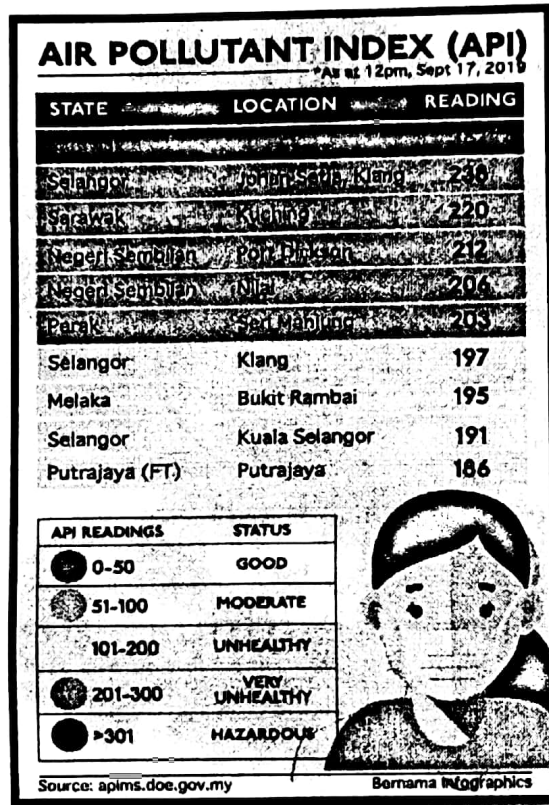 AIR POLLUTANT INDEX (API)
*As at 12pm, Sept 17, 2019
STATE LOCATION READING
Selangor Johan Setia, Klang 238
Sarawak Kuching 220
Negeri Sembilan Port Dickson 212
Negeri Sembilan Nilai 206
Perak Seri Manjung 203
Selangor Klang 197
Melaka Bukit Rambai 195
Selangor Kuala Selangor 191
Putrajaya (FT) Putrajaya 186
API READINGS STATUS
0-50 GOOD
51-100 MODERATE
101-200 UNHEALTHY
201-300 VERY UNHEALTHY
>301 HAZARDOUS
Source: apims.doe.gov.my Bernama Infographics